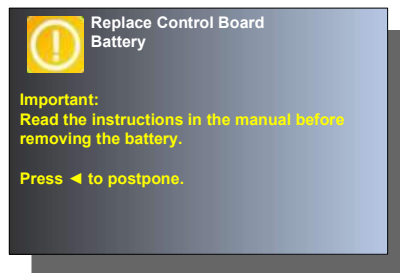 Replace Control Board
Battery
Important:
Read the instructions in the manual before
removing the battery.
Press ◄ to postpone.